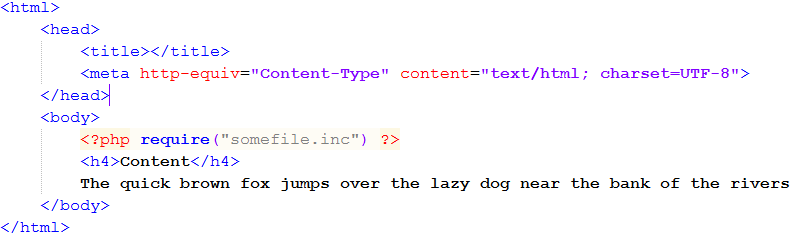 <html>
<head>
<title></title>
<meta http-equiv="Content-Type" content="text/html; charset=UTF-8">
</head>
<body>
<?php require("somefile.inc") ?>
<h4>Content</h4>
The quick brown fox jumps over the lazy dog near the bank of the rivers
</body>
</html>